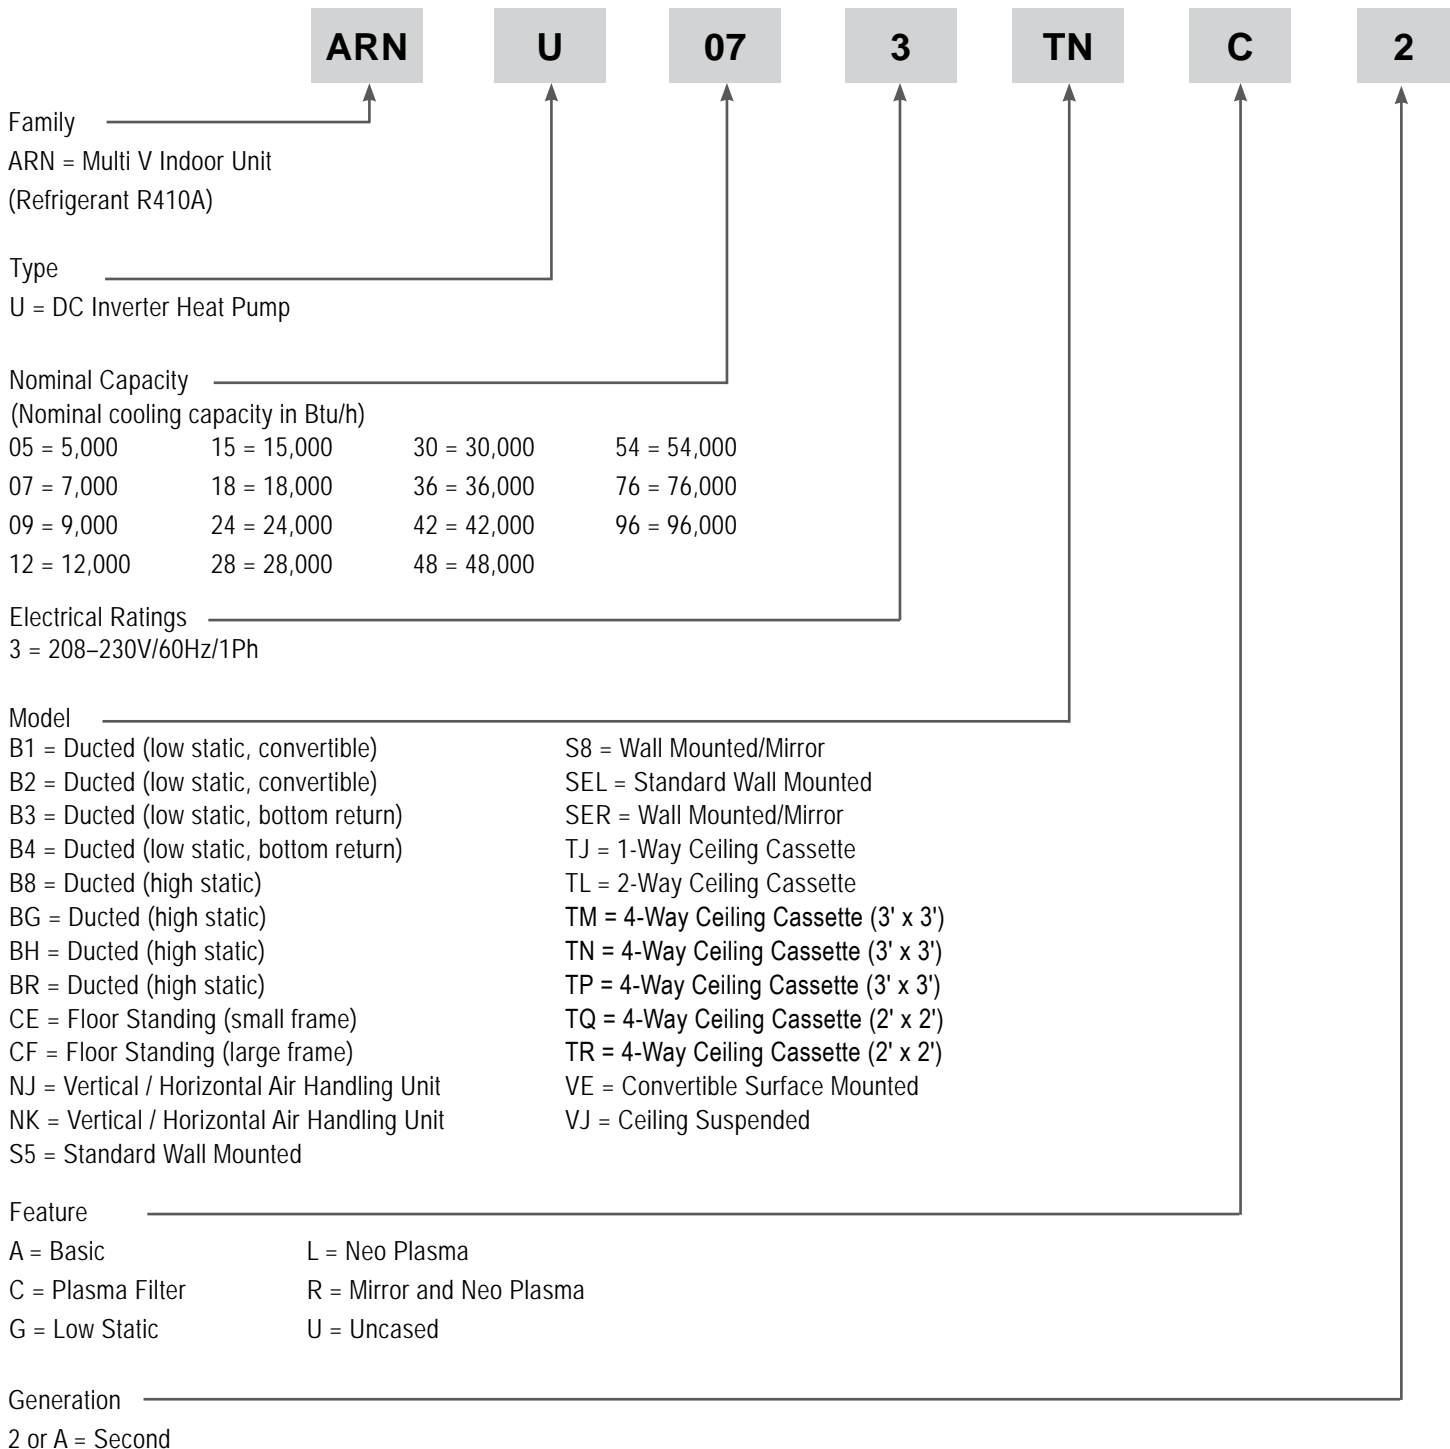 ARN U 07 3 TN C 2
Family
ARN = Multi V Indoor Unit
(Refrigerant R410A)
Type
U = DC Inverter Heat Pump
Nominal Capacity
(Nominal cooling capacity in Btu/h)
05 = 5,000 15 = 15,000 30 = 30,000 54 = 54,000
07 = 7,000 18 = 18,000 36 = 36,000 76 = 76,000
09 = 9,000 24 = 24,000 42 = 42,000 96 = 96,000
12 = 12,000 28 = 28,000 48 = 48,000
Electrical Ratings
3 = 208–230V/60Hz/1Ph
Model
B1 = Ducted (low static, convertible)
B2 = Ducted (low static, convertible)
B3 = Ducted (low static, bottom return)
B4 = Ducted (low static, bottom return)
B8 = Ducted (high static)
BG = Ducted (high static)
BH = Ducted (high static)
BR = Ducted (high static)
CE = Floor Standing (small frame)
CF = Floor Standing (large frame)
NJ = Vertical / Horizontal Air Handling Unit
NK = Vertical / Horizontal Air Handling Unit
S5 = Standard Wall Mounted
S8 = Wall Mounted/Mirror
SEL = Standard Wall Mounted
SER = Wall Mounted/Mirror
TJ = 1-Way Ceiling Cassette
TL = 2-Way Ceiling Cassette
TM = 4-Way Ceiling Cassette (3' x 3')
TN = 4-Way Ceiling Cassette (3' x 3')
TP = 4-Way Ceiling Cassette (3' x 3')
TQ = 4-Way Ceiling Cassette (2' x 2')
TR = 4-Way Ceiling Cassette (2' x 2')
VE = Convertible Surface Mounted
VJ = Ceiling Suspended
Feature
A = Basic L = Neo Plasma
C = Plasma Filter R = Mirror and Neo Plasma
G = Low Static U = Uncased
Generation
2 or A = Second